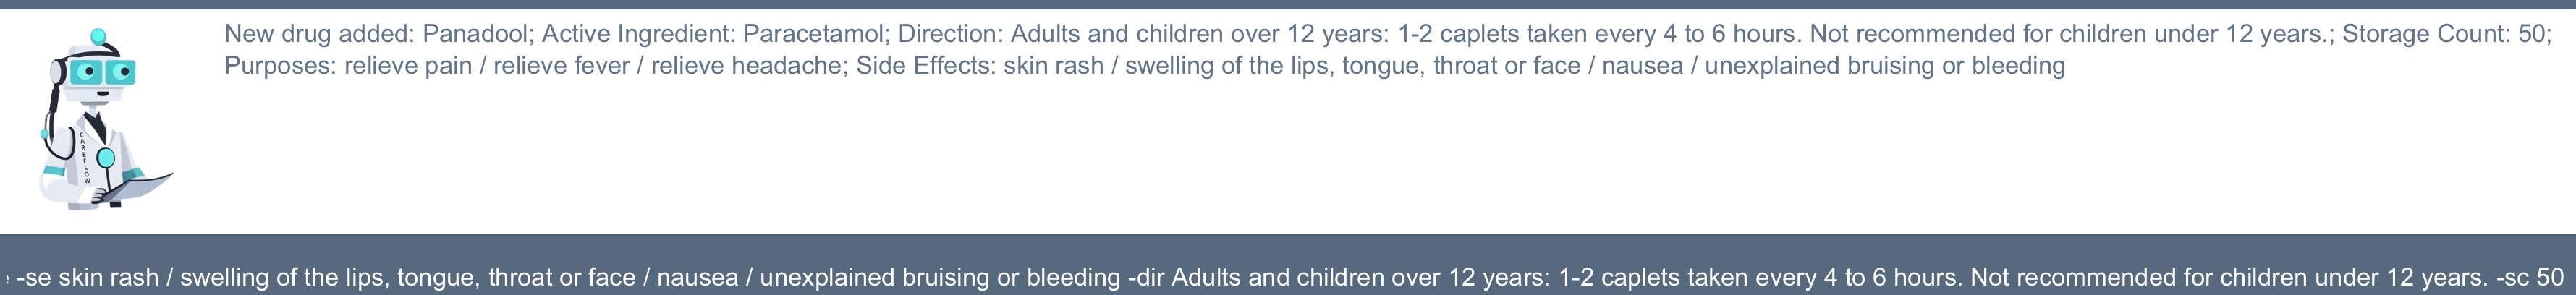 New drug added: Panadool; Active Ingredient: Paracetamol; Direction: Adults and children over 12 years: 1-2 caplets taken every 4 to 6 hours. Not recommended for children under 12 years.; Storage Count: 50;
Purposes: relieve pain / relieve fever / relieve headache; Side Effects: skin rash / swelling of the lips, tongue, throat or face / nausea / unexplained bruising or bleeding
CAREFLOW
-se skin rash / swelling of the lips, tongue, throat or face / nausea / unexplained bruising or bleeding -dir Adults and children over 12 years: 1-2 caplets taken every 4 to 6 hours. Not recommended for children under 12 years. -sc 50